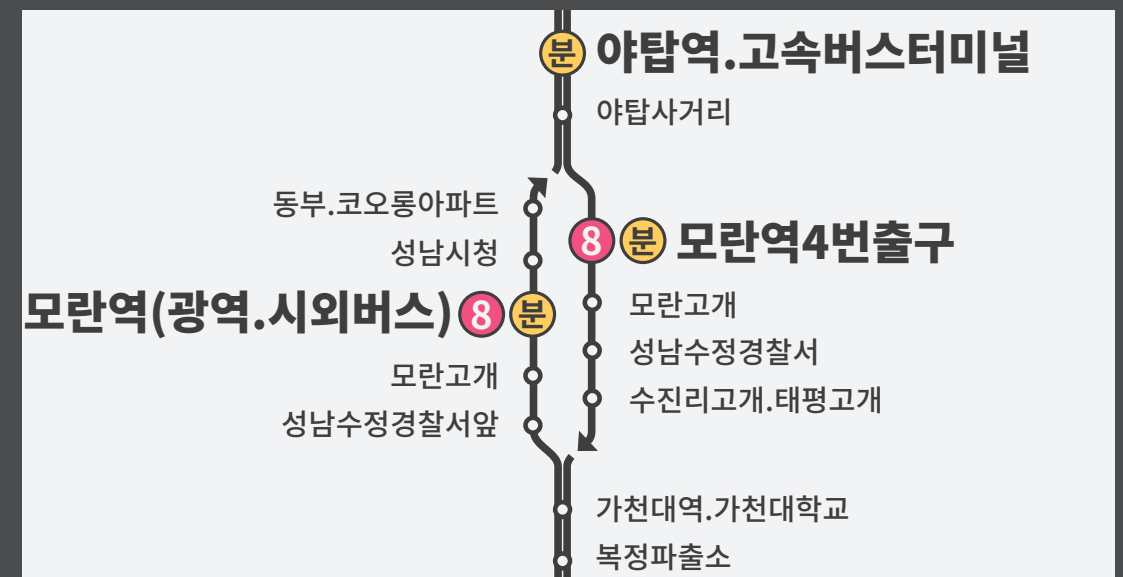 분 야탑역.고속버스터미널
야탑사거리
동부.코오롱아파트
성남시청
8 분 모란역4번출구
모란역(광역.시외버스) 8 분
모란고개
성남수정경찰서
모란고개
수진리고개.태평고개
성남수정경찰서앞
가천대역.가천대학교
복정파출소